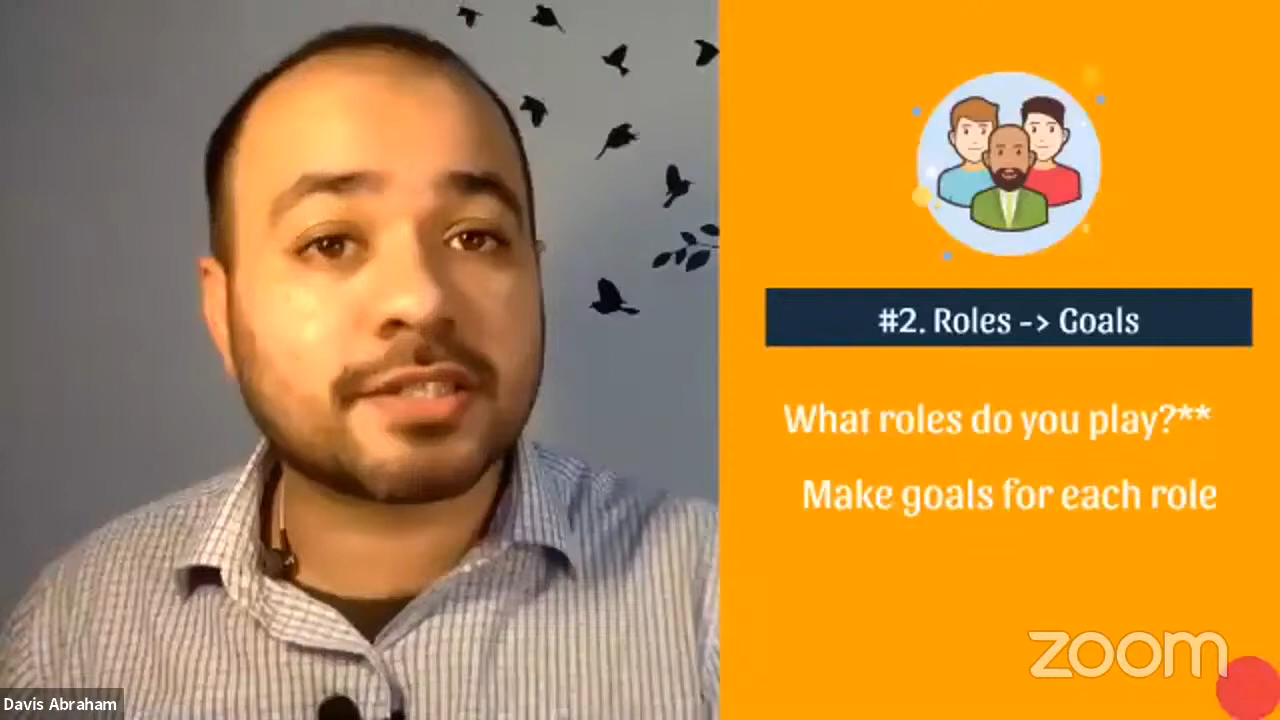 #2. Roles -> Goals
What roles do you play?**
Make goals for each role
zoom
Davis Abraham